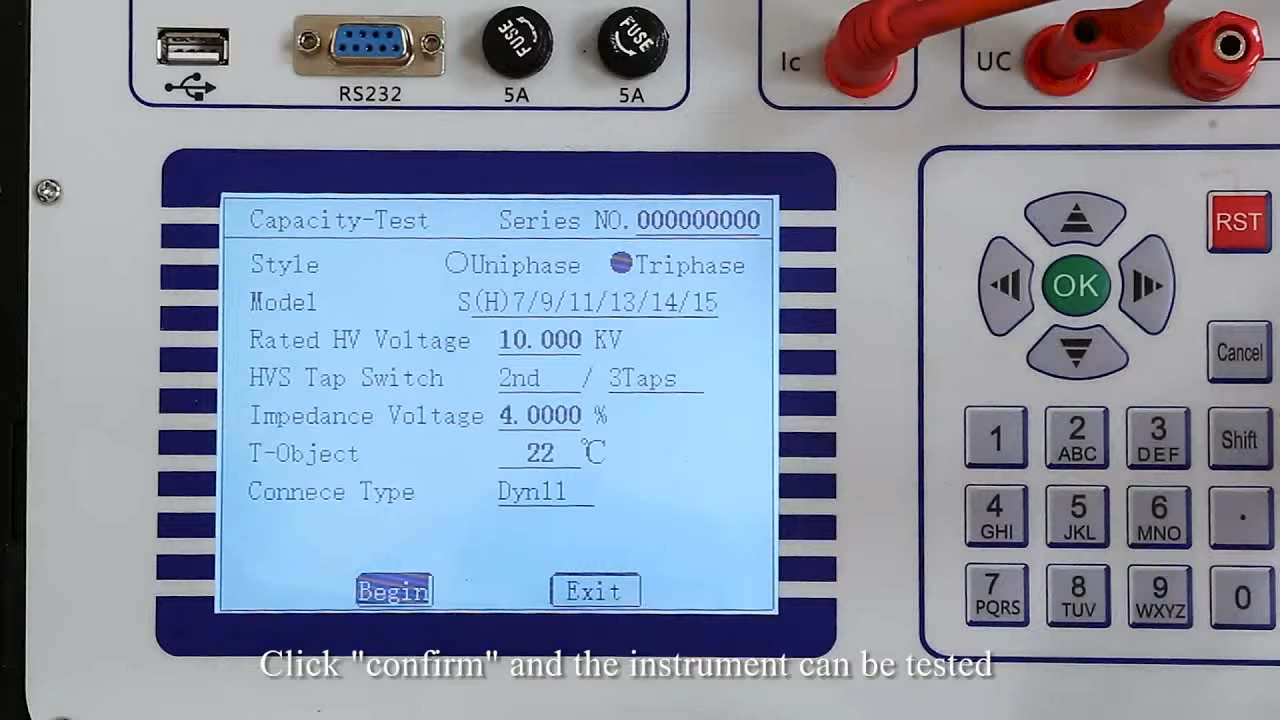 FUSE
FUSE
RS232
5A
5A
Ic
UC
Capacity-Test Series NO. 000000000
Style Uniphase Triphase
Model S(H)7/9/11/13/14/15
Rated HV Voltage 10.000 KV
HVS Tap Switch 2nd / 3Taps
Impedance Voltage 4.0000 %
T-Object 22 ℃
Connece Type Dyn11
Begin Exit
RST
OK
Cancel
1
2 ABC
3 DEF
Shift
4 GHI
5 JKL
6 MNO
.
7 PQRS
8 TUV
9 WXYZ
0
Click "confirm" and the instrument can be tested